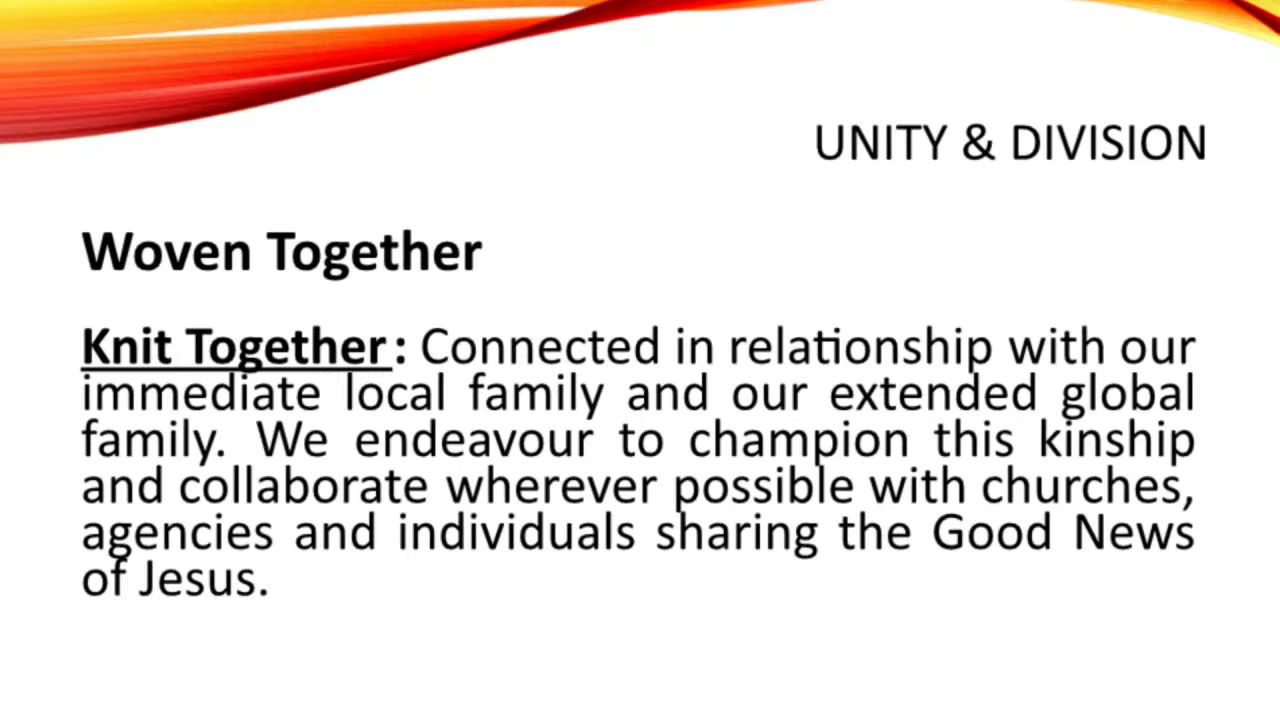 UNITY & DIVISION
Woven Together
Knit Together : Connected in relationship with our
immediate local family and our extended global
family. We endeavour to champion this kinship
and collaborate wherever possible with churches,
agencies and individuals sharing the Good News
of Jesus.